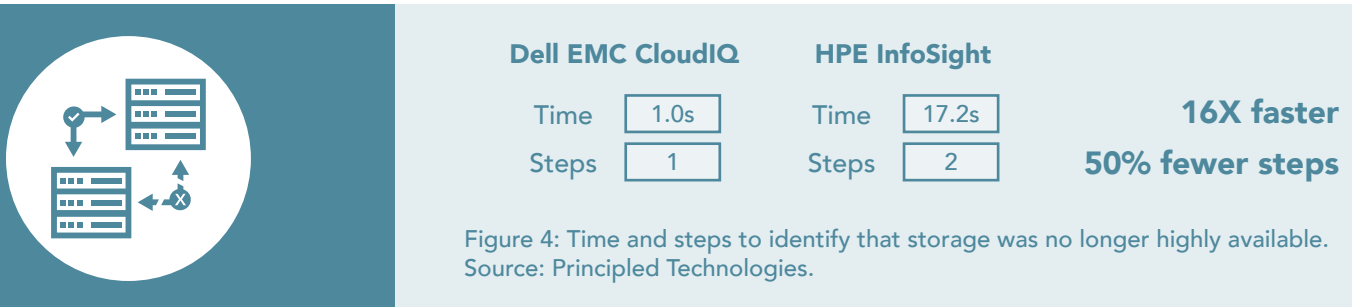 Dell EMC CloudIQ HPE InfoSight
Time 1.0s Time 17.2s 16X faster
Steps 1 Steps 2 50% fewer steps
X
Figure 4: Time and steps to identify that storage was no longer highly available.
Source: Principled Technologies.